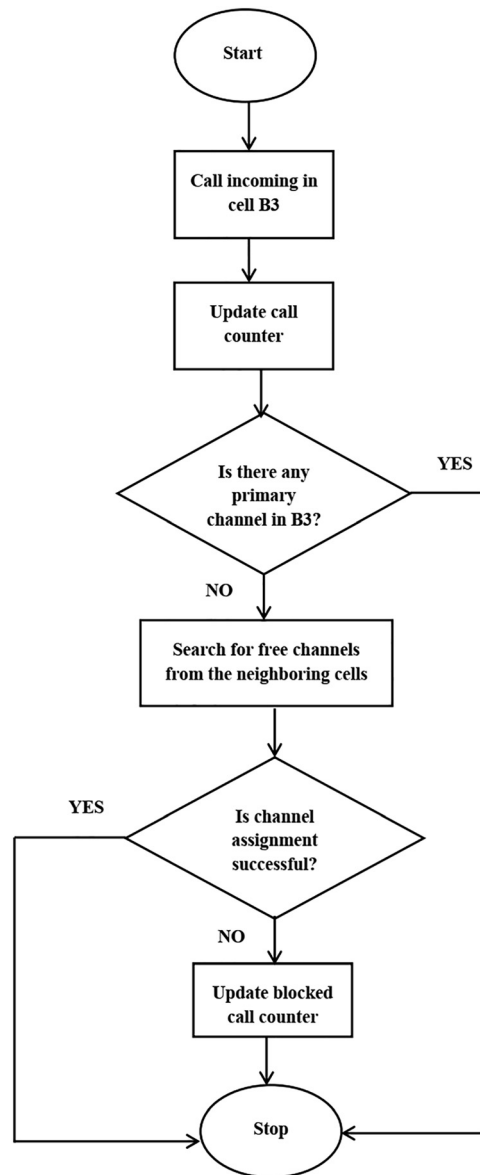 Start
Call incoming in
cell B3
Update call
counter
Is there any
primary
channel in B3?
YES
NO
Search for free channels
from the neighboring cells
YES
Is channel
assignment
successful?
NO
Update blocked
call counter
Stop